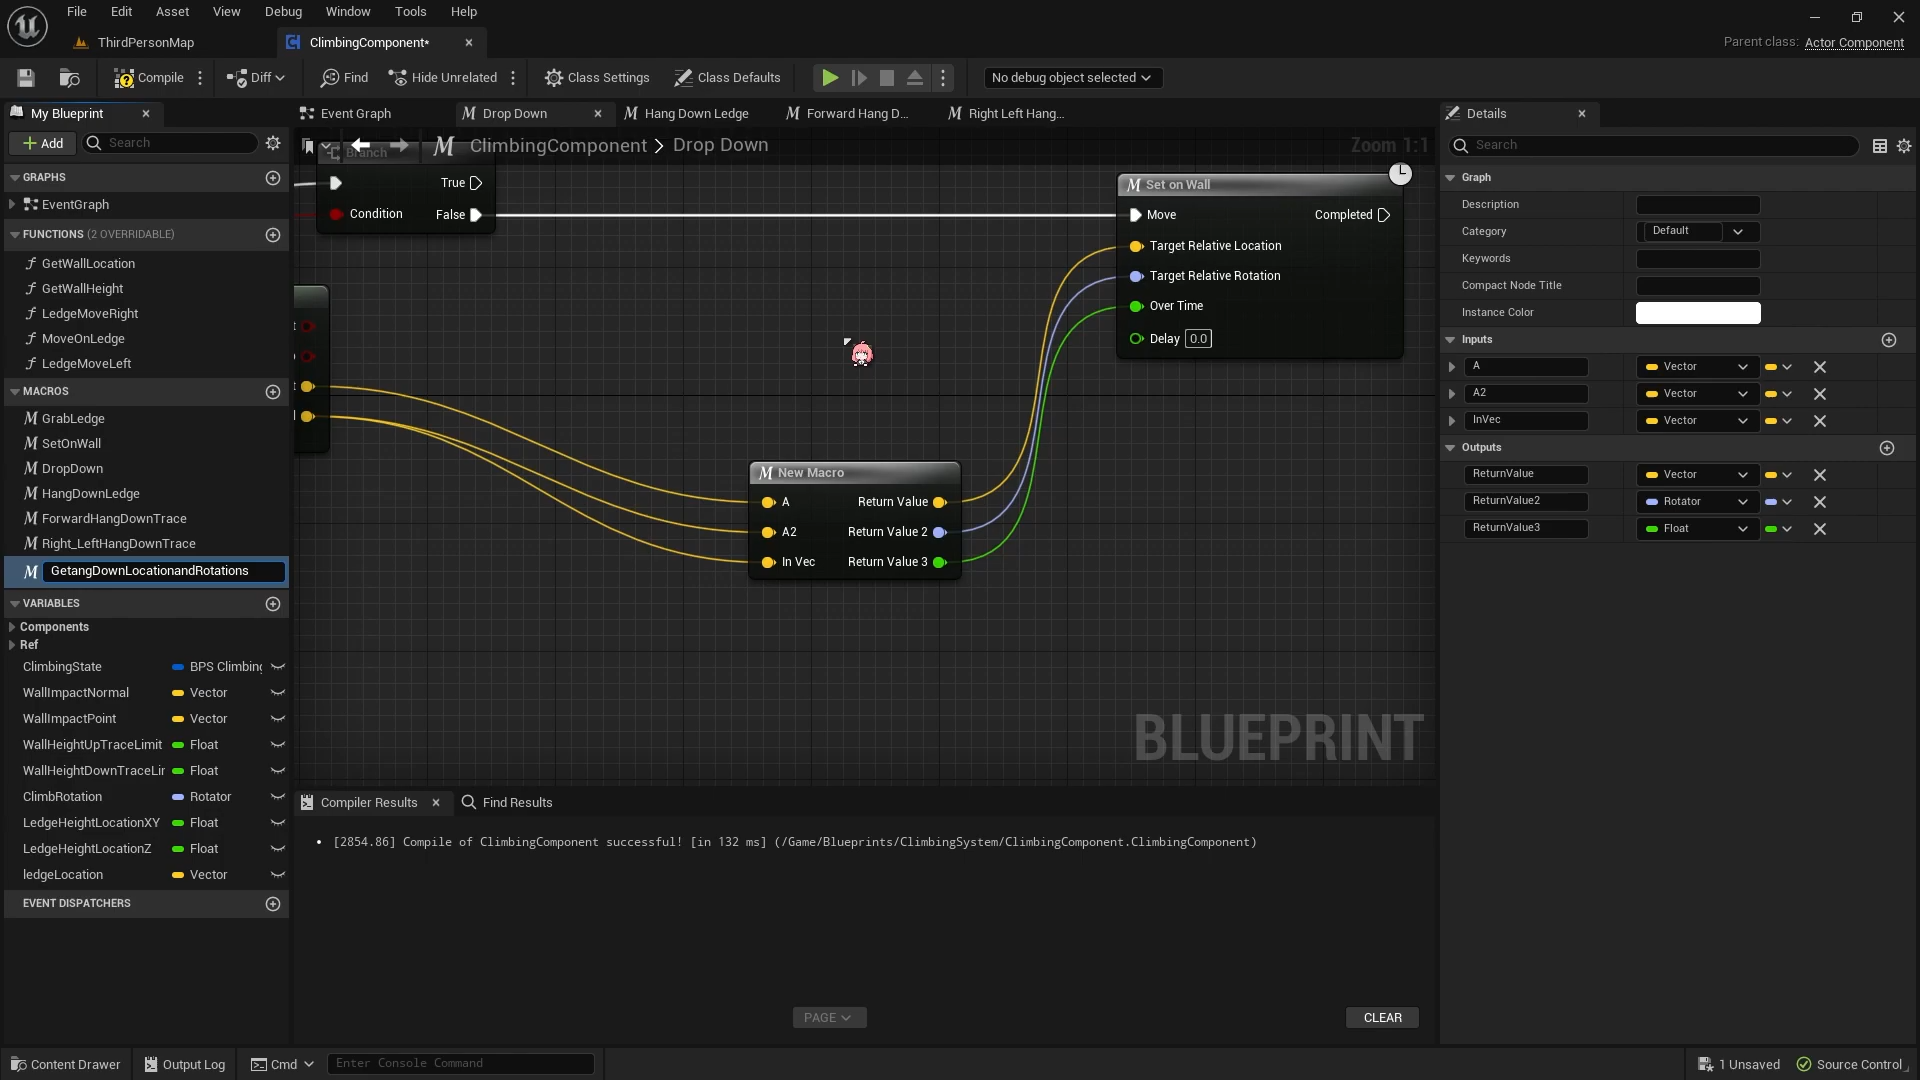 File Edit Asset View Debug Window Tools Help
ThirdPersonMap
ClimbingComponent*
Parent class: Actor Component
Compile
Diff
Find
Hide Unrelated
Class Settings
Class Defaults
No debug object selected
My Blueprint
Event Graph
Drop Down
Hang Down Ledge
Forward Hang D...
Right Left Hang...
Details
Add
Search
ClimbingComponent > Drop Down
Zoom 1:1
Search
GRAPHS
EventGraph
FUNCTIONS (2 OVERRIDABLE)
GetWallLocation
GetWallHeight
LedgeMoveRight
MoveOnLedge
LedgeMoveLeft
MACROS
GrabLedge
SetOnWall
DropDown
HangDownLedge
ForwardHangDownTrace
Right_LeftHangDownTrace
GetangDownLocationandRotations
VARIABLES
Components
Ref
ClimbingState BPS Climbing
WallImpactNormal Vector
WallImpactPoint Vector
WallHeightUpTraceLimit Float
WallHeightDownTraceLir Float
ClimbRotation Rotator
LedgeHeightLocationXY Float
LedgeHeightLocationZ Float
ledgeLocation Vector
EVENT DISPATCHERS
Branch
True
Condition False
Set on Wall
Move Completed
Target Relative Location
Target Relative Rotation
Over Time
Delay 0.0
New Macro
A Return Value
A2 Return Value 2
In Vec Return Value 3
BLUEPRINT
Graph
Description
Category Default
Keywords
Compact Node Title
Instance Color
Inputs
A Vector
A2 Vector
InVec Vector
Outputs
ReturnValue Vector
ReturnValue2 Rotator
ReturnValue3 Float
Compiler Results
Find Results
[2854.86] Compile of ClimbingComponent successful! [in 132 ms] (/Game/Blueprints/ClimbingSystem/ClimbingComponent.ClimbingComponent)
PAGE
CLEAR
Content Drawer
Output Log
Cmd
Enter Console Command
1 Unsaved
Source Control